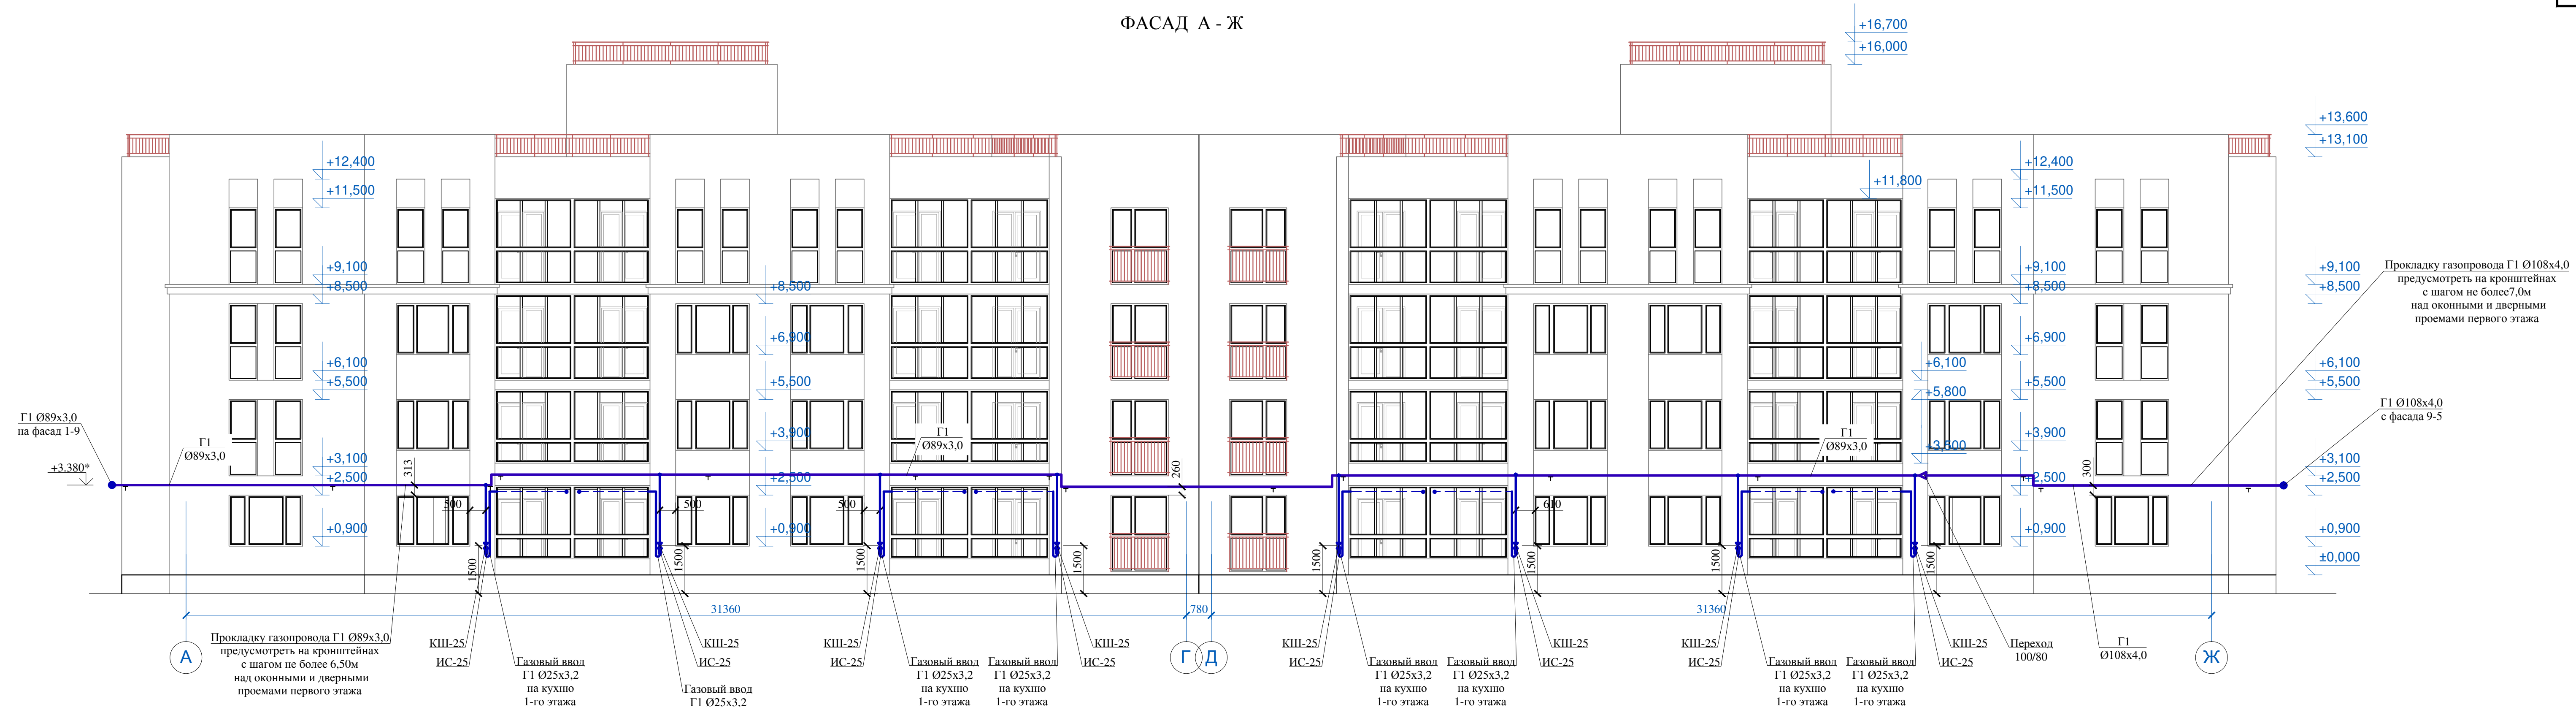 ФАСАД А - Ж
+16,700
+16,000
+13,600
+13,100
+12,400
+11,500
+12,400
+11,500
+11,800
+9,100
+8,500
+8,500
+9,100
+8,500
+9,100
+8,500
Прокладку газопровода Г1 Ø108х4,0
предусмотреть на кронштейнах
с шагом не более7,0м
над оконными и дверными
проемами первого этажа
+6,900
+6,900
+6,100
+5,500
+5,500
+6,100
+5,800
+5,500
+6,100
+5,500
Г1 Ø89х3,0
на фасад 1-9
Г1 Ø108х4,0
с фасада 9-5
Г1
Ø89х3,0
Г1
Ø89х3,0
Г1
Ø89х3,0
+3,900
+3,500
+3,900
+3.380*
+3,100
+2,500
313
+2,500
260
+2,500
300
+3,100
+2,500
500
500
500
610
+0,900
+0,900
+0,900
+0,900
±0,000
1500
1500
1500
1500
1500
1500
1500
1500
31360
780
31360
А
Г
Д
Ж
Прокладку газопровода Г1 Ø89х3,0
предусмотреть на кронштейнах
с шагом не более 6,50м
над оконными и дверными
проемами первого этажа
КШ-25
ИС-25
Газовый ввод
Г1 Ø25х3,2
на кухню
1-го этажа
КШ-25
ИС-25
Газовый ввод
Г1 Ø25х3,2
КШ-25
ИС-25
Газовый ввод
Г1 Ø25х3,2
на кухню
1-го этажа
Газовый ввод
Г1 Ø25х3,2
на кухню
1-го этажа
КШ-25
ИС-25
КШ-25
ИС-25
Газовый ввод
Г1 Ø25х3,2
на кухню
1-го этажа
Газовый ввод
Г1 Ø25х3,2
на кухню
1-го этажа
КШ-25
ИС-25
КШ-25
ИС-25
Газовый ввод
Г1 Ø25х3,2
на кухню
1-го этажа
Газовый ввод
Г1 Ø25х3,2
на кухню
1-го этажа
КШ-25
ИС-25
Переход
100/80
Г1
Ø108х4,0